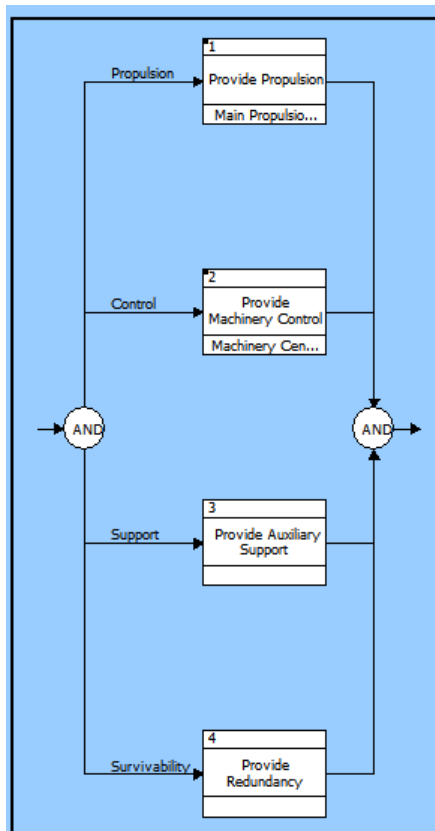 1
Propulsion
Provide Propulsion
Main Propulsio...
2
Control
Provide
Machinery Control
Machinery Cen...
AND
AND
3
Support
Provide Auxiliary
Support
4
Survivability
Provide
Redundancy